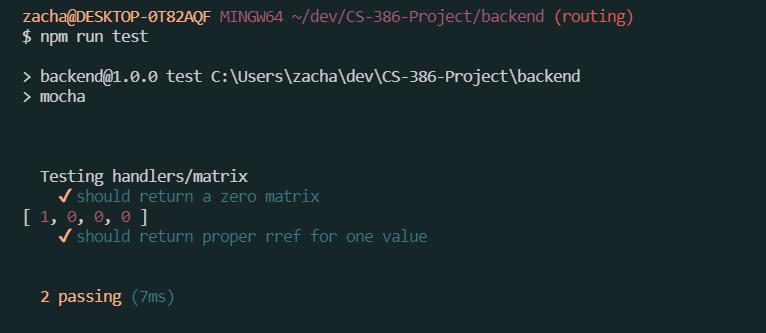 zacha@DESKTOP-0T82AQF MINGW64 ~/dev/CS-386-Project/backend (routing)
$ npm run test
> backend@1.0.0 test C:\Users\zacha\dev\CS-386-Project\backend
> mocha
Testing handlers/matrix
✓ should return a zero matrix
[ 1, 0, 0, 0 ]
✓ should return proper rref for one value
2 passing (7ms)